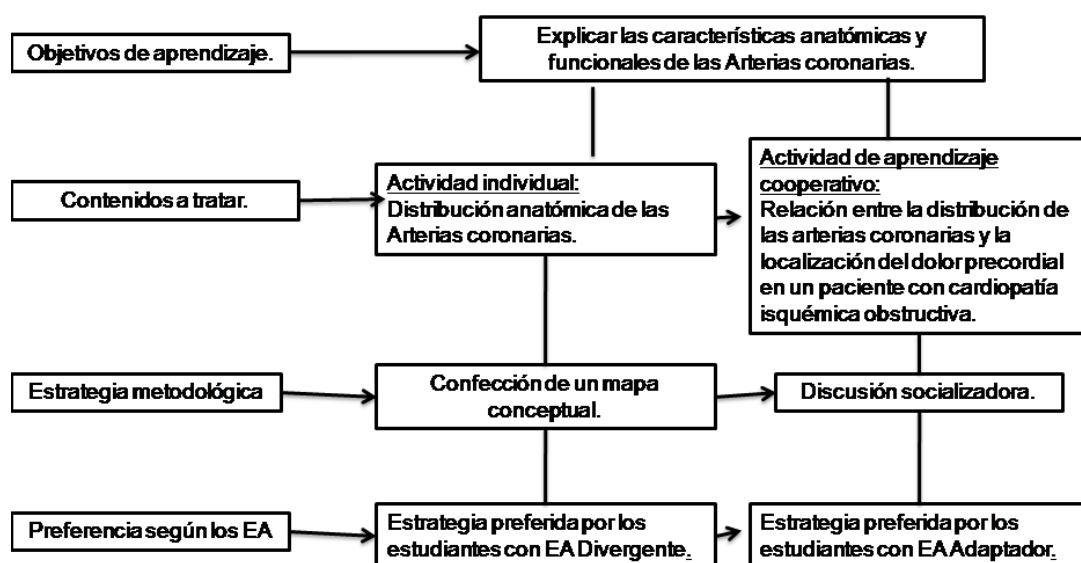 Objetivos de aprendizaje.
Explicar las características anatómicas y
funcionales de las Arterias coronarias.
Contenidos a tratar.
Actividad individual:
Distribución anatómica de las
Arterias coronarias.
Actividad de aprendizaje
cooperativo:
Relación entre la distribución de
las arterias coronarias y la
localización del dolor precordial
en un paciente con cardiopatía
isquémica obstructiva.
Estrategia metodológica
Confección de un mapa
conceptual.
Discusión socializadora.
Preferencia según los EA
Estrategia preferida por los
estudiantes con EA Divergente.
Estrategia preferida por los
estudiantes con EA Adaptador.